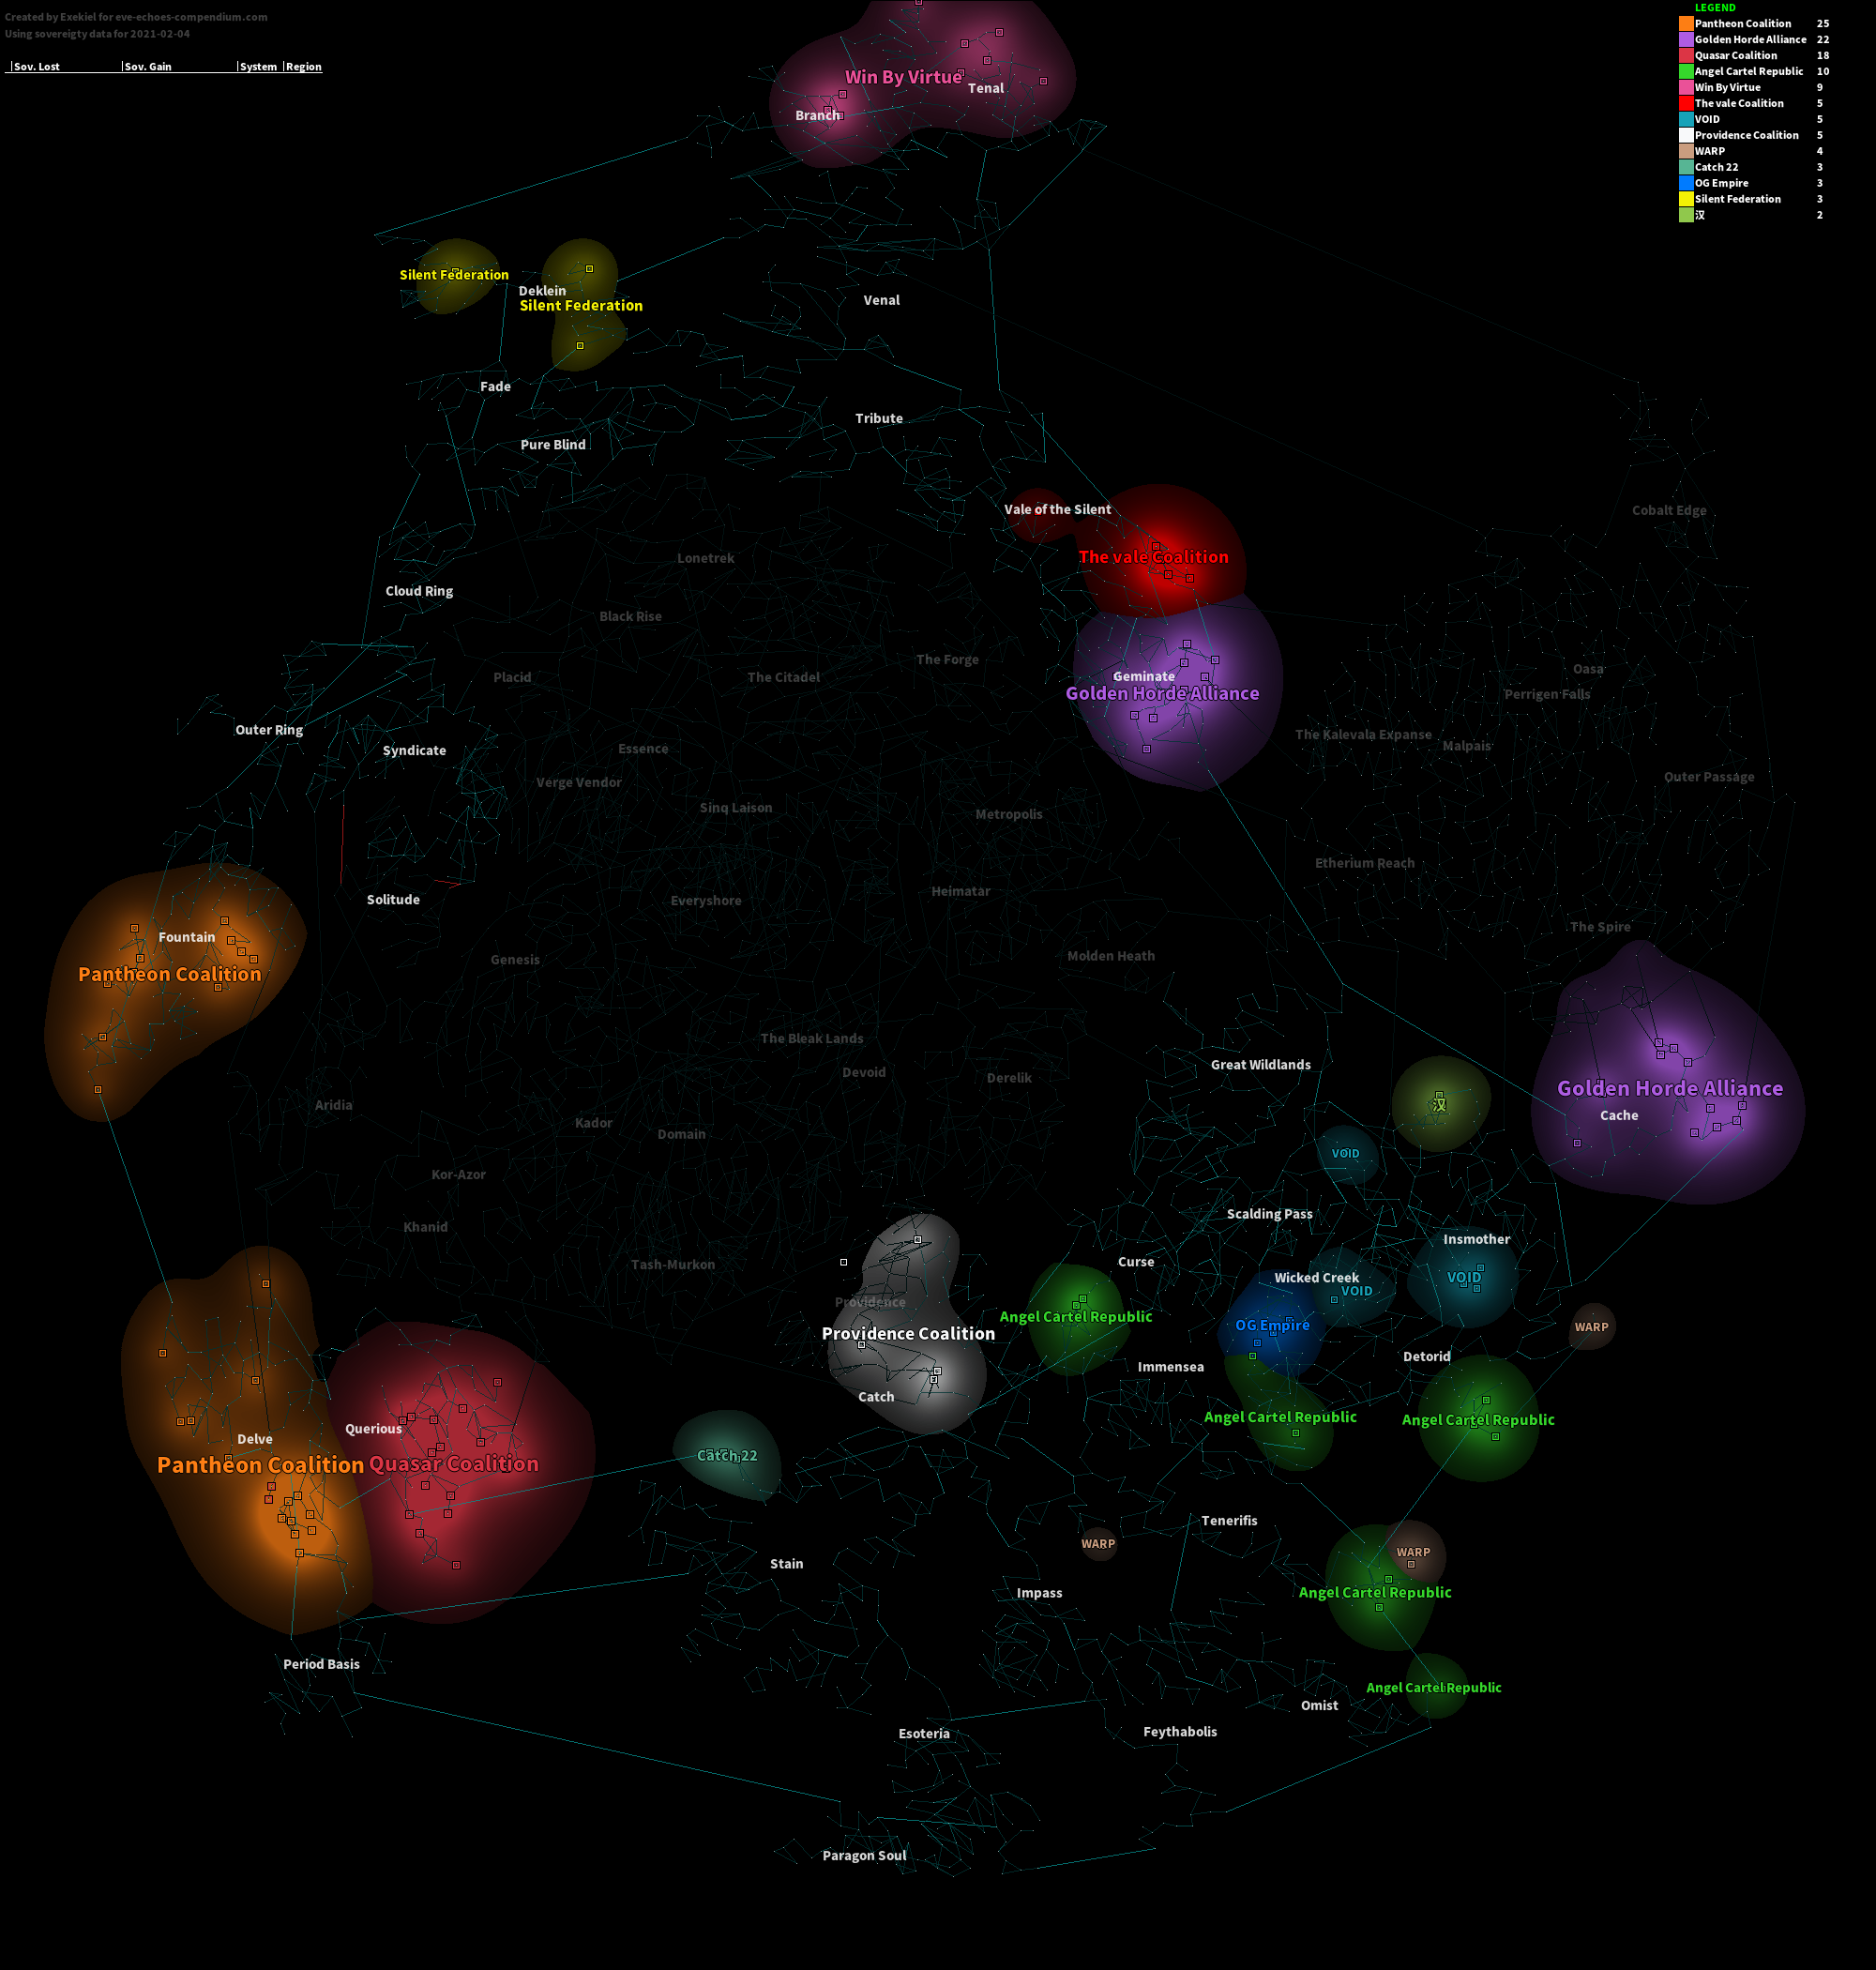 Created by Exekiel for eve-echoes-compendium.com
Using sovereigty data for 2021-02-04
Sov. Lost Sov. Gain System Region
LEGEND
Pantheon Coalition 25
Golden Horde Alliance 22
Quasar Coalition 18
Angel Cartel Republic 10
Win By Virtue 9
The vale Coalition 5
VOID 5
Providence Coalition 5
WARP 4
Catch 22 3
OG Empire 3
Silent Federation 3
汉 2
Win By Virtue
Tenal
Branch
Silent Federation
Deklein
Silent Federation
Venal
Fade
Tribute
Pure Blind
Vale of the Silent
Cobalt Edge
The vale Coalition
Lonetrek
Cloud Ring
Black Rise
The Forge
Oasa
Placid
The Citadel
Geminate
Golden Horde Alliance
Perrigen Falls
Outer Ring
The Kalevala Expanse
Malpais
Syndicate
Essence
Outer Passage
Verge Vendor
Sinq Laison
Metropolis
Etherium Reach
Solitude
Everyshore
Heimatar
The Spire
Fountain
Pantheon Coalition
Genesis
Molden Heath
The Bleak Lands
Great Wildlands
Devoid
Derelik
Golden Horde Alliance
Aridia
汉
Cache
Kador
Domain
VOID
Kor-Azor
Scalding Pass
Khanid
Insmother
Tash-Murkon
Curse
Wicked Creek
VOID
VOID
Providence
Angel Cartel Republic
OG Empire
WARP
Providence Coalition
Detorid
Immensea
Catch
Angel Cartel Republic
Angel Cartel Republic
Querious
Delve
Catch 22
Pantheon Coalition
Quasar Coalition
Tenerifis
WARP
WARP
Stain
Impass
Angel Cartel Republic
Period Basis
Angel Cartel Republic
Omist
Esoteria
Feythabolis
Paragon Soul